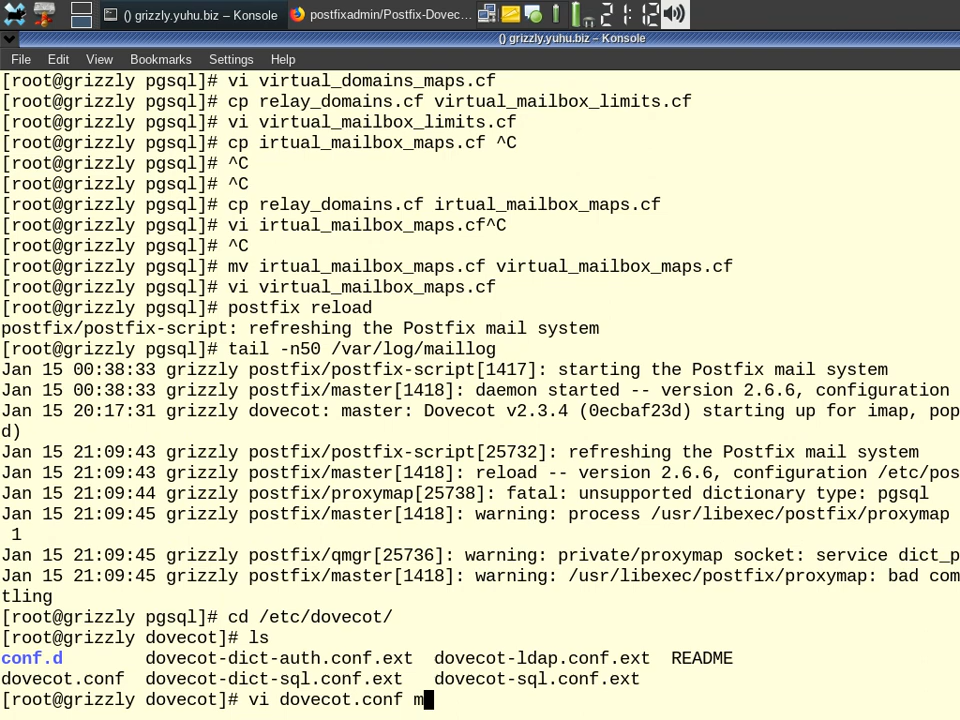 () grizzly.yuhu.biz – Konsole
postfixadmin/Postfix-Dovec...
21:12
() grizzly.yuhu.biz – Konsole
File Edit View Bookmarks Settings Help
[root@grizzly pgsql]# vi virtual_domains_maps.cf
[root@grizzly pgsql]# cp relay_domains.cf virtual_mailbox_limits.cf
[root@grizzly pgsql]# vi virtual_mailbox_limits.cf
[root@grizzly pgsql]# cp irtual_mailbox_maps.cf ^C
[root@grizzly pgsql]# ^C
[root@grizzly pgsql]# ^C
[root@grizzly pgsql]# cp relay_domains.cf irtual_mailbox_maps.cf
[root@grizzly pgsql]# vi irtual_mailbox_maps.cf^C
[root@grizzly pgsql]# ^C
[root@grizzly pgsql]# mv irtual_mailbox_maps.cf virtual_mailbox_maps.cf
[root@grizzly pgsql]# vi virtual_mailbox_maps.cf
[root@grizzly pgsql]# postfix reload
postfix/postfix-script: refreshing the Postfix mail system
[root@grizzly pgsql]# tail -n50 /var/log/maillog
Jan 15 00:38:33 grizzly postfix/postfix-script[1417]: starting the Postfix mail system
Jan 15 00:38:33 grizzly postfix/master[1418]: daemon started -- version 2.6.6, configuration
Jan 15 20:17:31 grizzly dovecot: master: Dovecot v2.3.4 (0ecbaf23d) starting up for imap, pop
d)
Jan 15 21:09:43 grizzly postfix/postfix-script[25732]: refreshing the Postfix mail system
Jan 15 21:09:43 grizzly postfix/master[1418]: reload -- version 2.6.6, configuration /etc/pos
Jan 15 21:09:44 grizzly postfix/proxymap[25738]: fatal: unsupported dictionary type: pgsql
Jan 15 21:09:45 grizzly postfix/master[1418]: warning: process /usr/libexec/postfix/proxymap
1
Jan 15 21:09:45 grizzly postfix/qmgr[25736]: warning: private/proxymap socket: service dict_p
Jan 15 21:09:45 grizzly postfix/master[1418]: warning: /usr/libexec/postfix/proxymap: bad com
tling
[root@grizzly pgsql]# cd /etc/dovecot/
[root@grizzly dovecot]# ls
conf.d dovecot-dict-auth.conf.ext dovecot-ldap.conf.ext README
dovecot.conf dovecot-dict-sql.conf.ext dovecot-sql.conf.ext
[root@grizzly dovecot]# vi dovecot.conf m